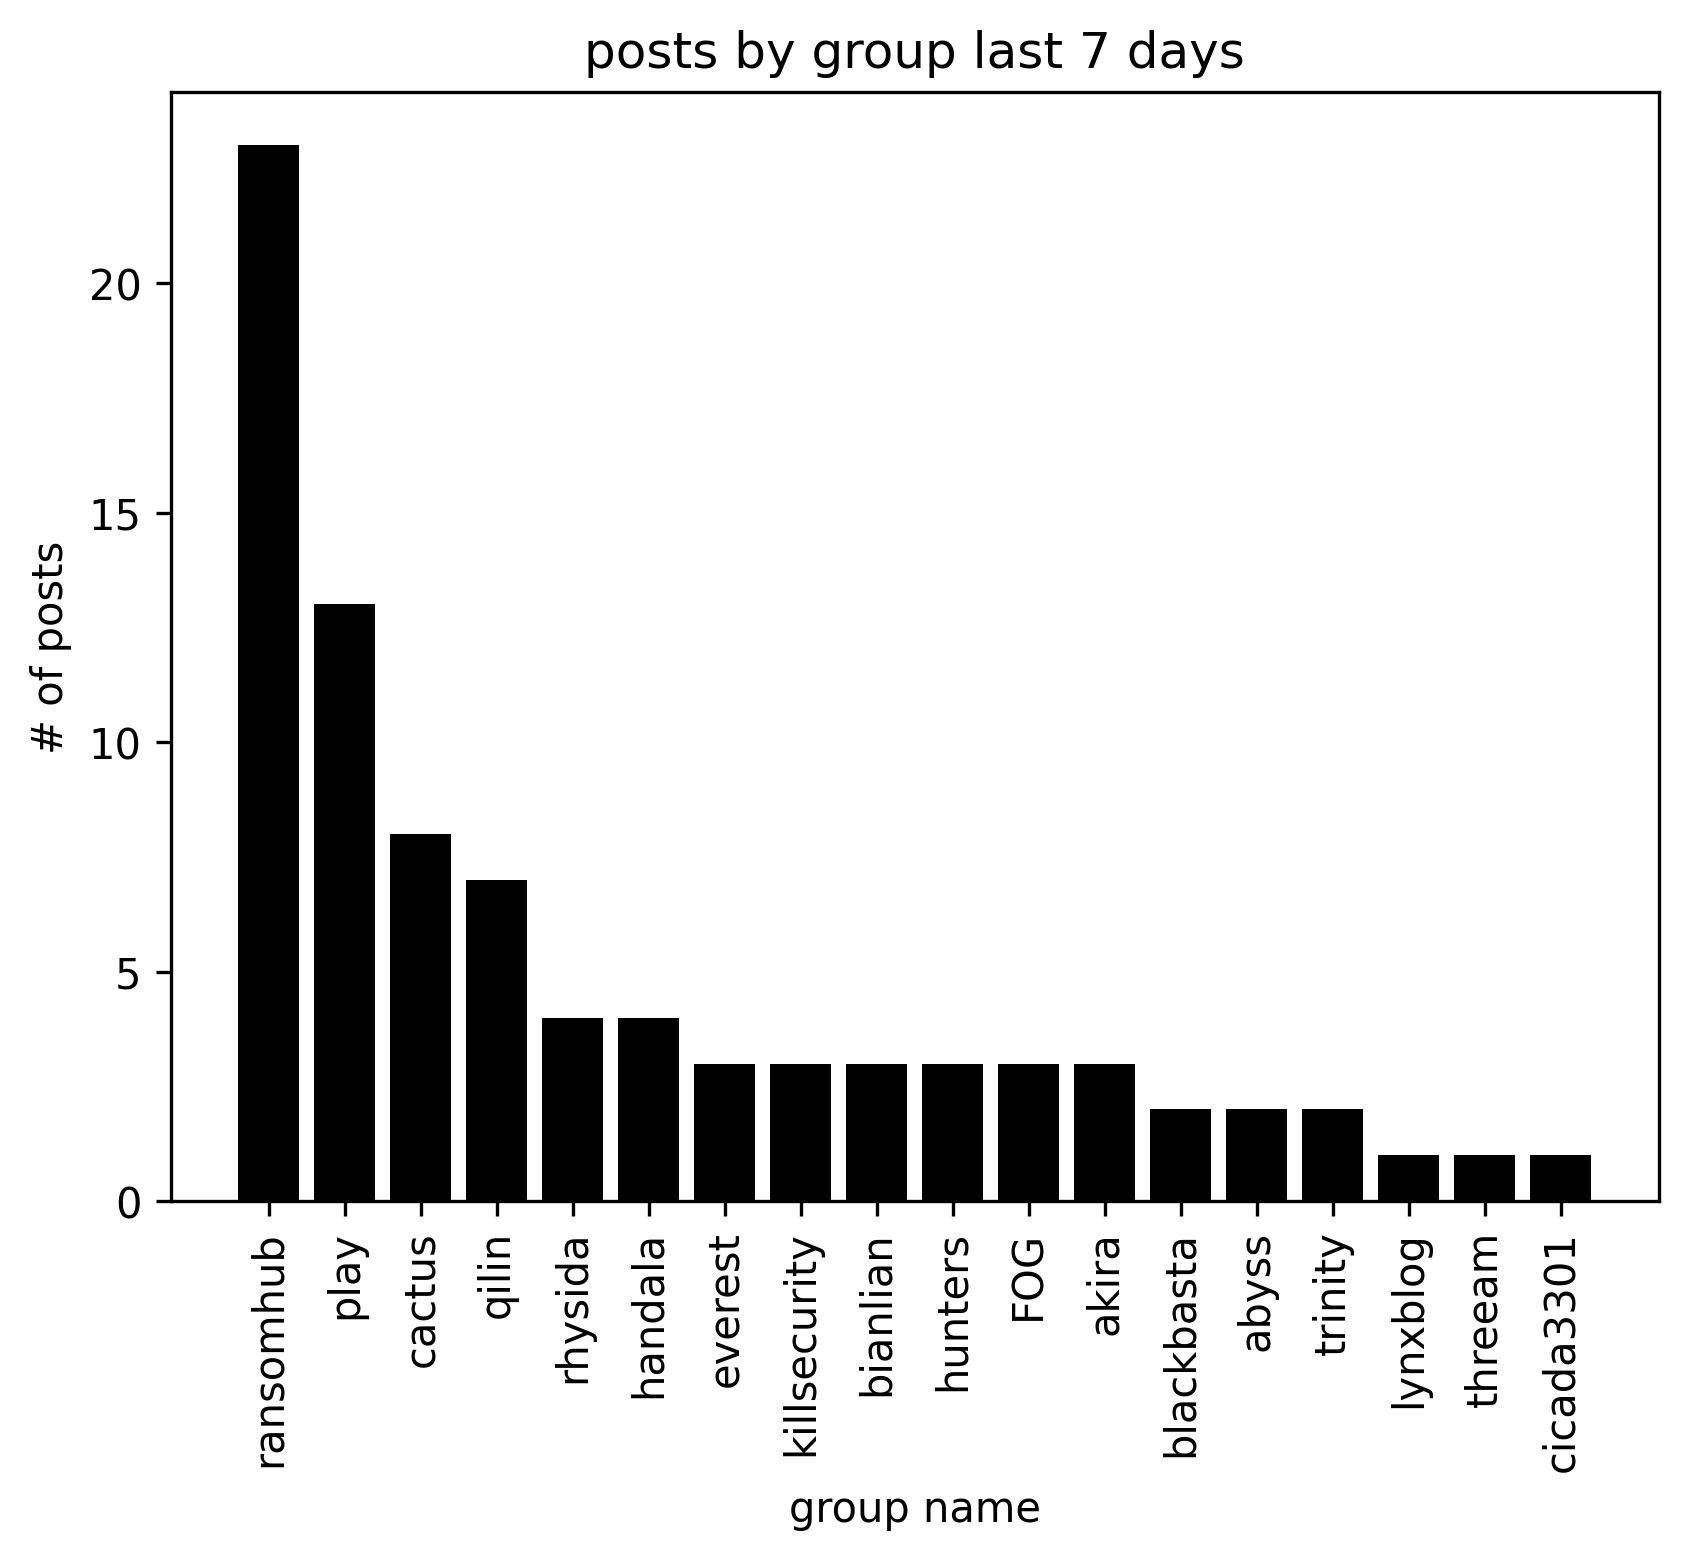 posts by group last 7 days
# of posts
20
15
10
5
0
ransomhub
play
cactus
qilin
rhysida
handala
everest
killsecurity
bianlian
hunters
FOG
akira
blackbasta
abyss
trinity
lynxblog
threeam
cicada3301
group name